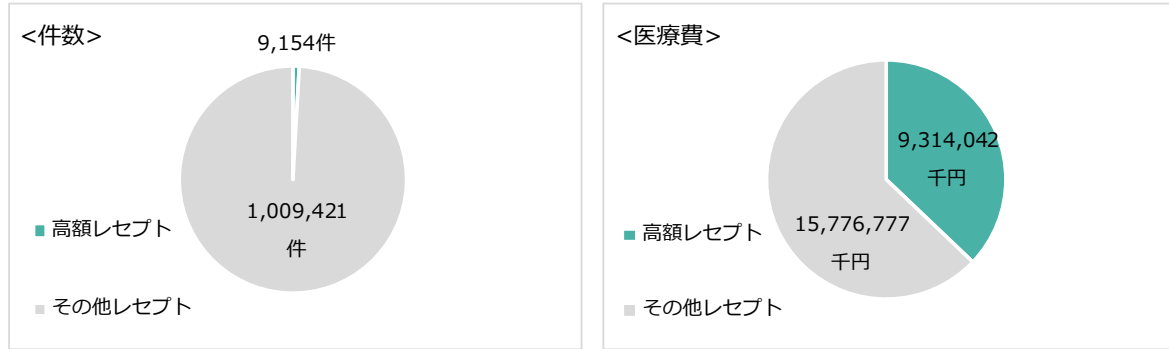 <件数>
9,154件
1,009,421
件
高額レセプト
その他レセプト
<医療費>
9,314,042
千円
15,776,777
千円
高額レセプト
その他レセプト